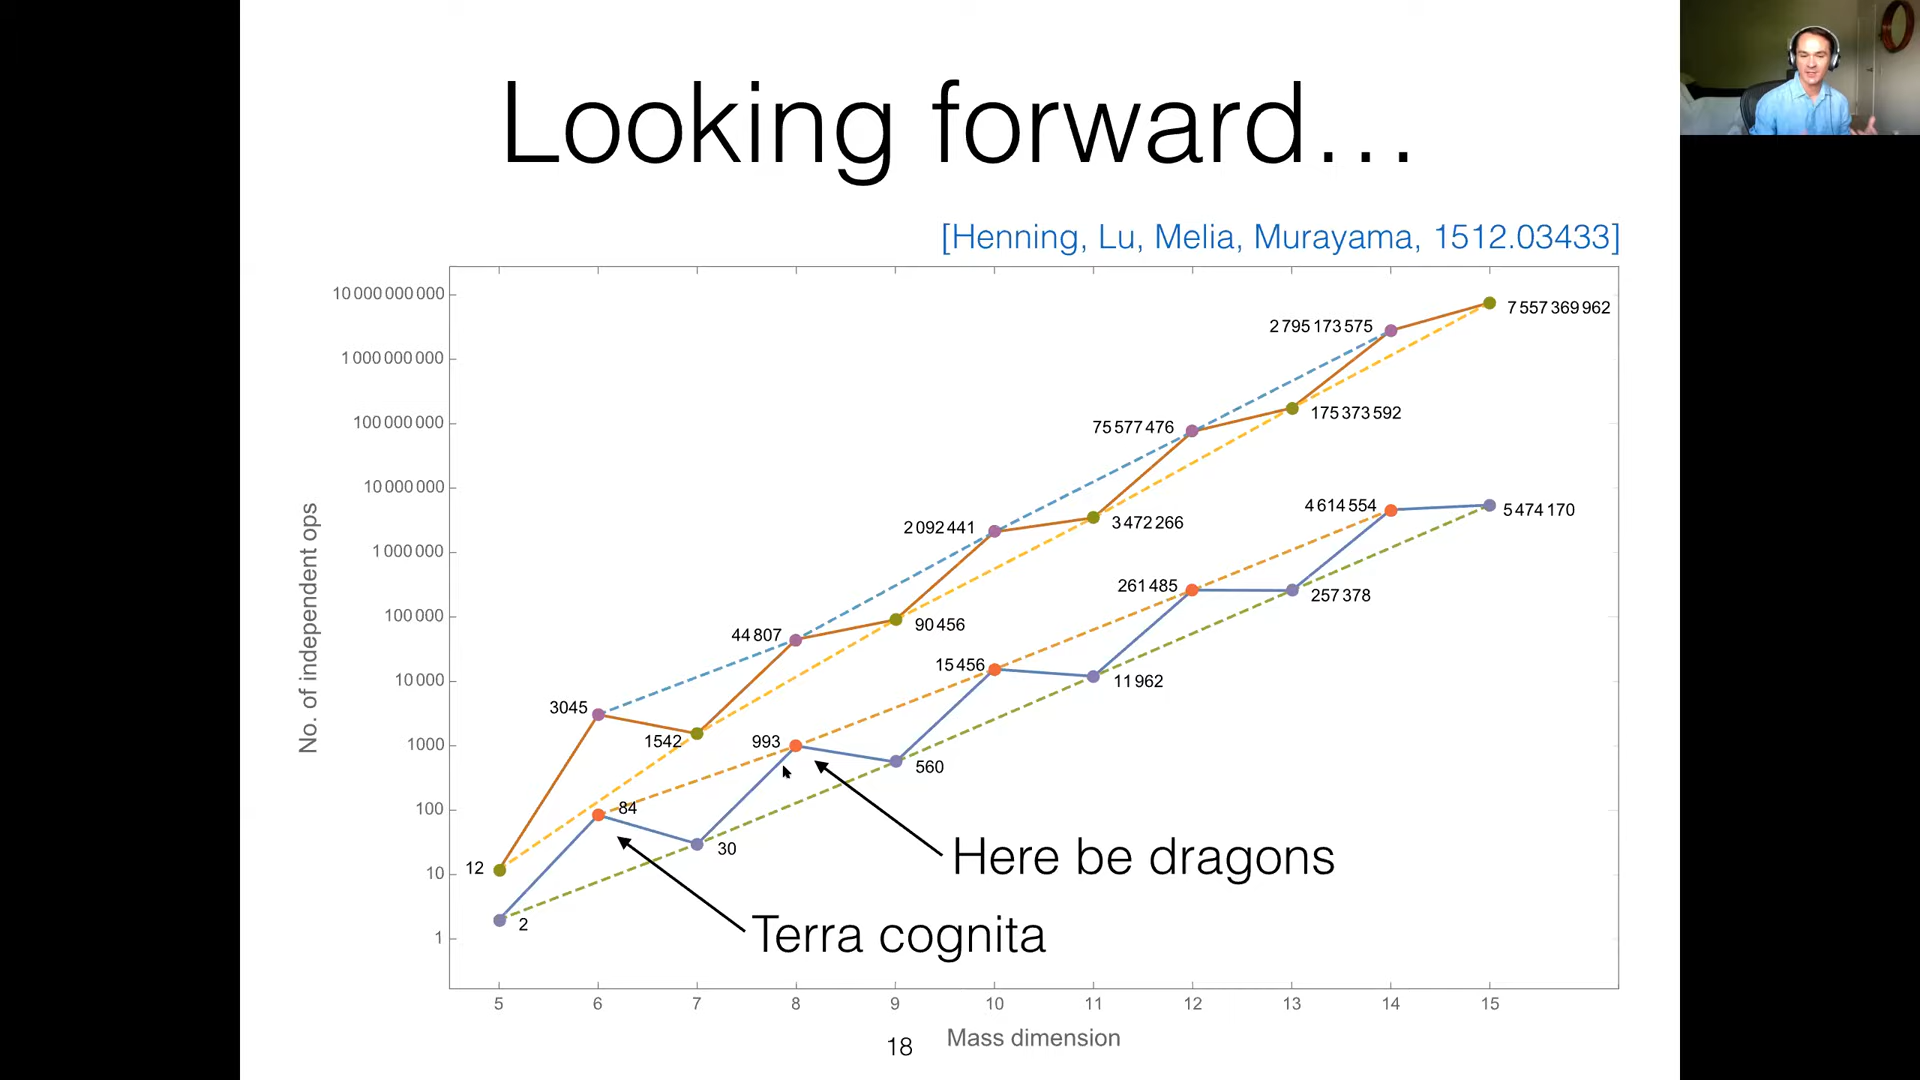 Looking forward...
[Henning, Lu, Melia, Murayama, 1512.03433]
10 000 000 000
1 000 000 000
100 000 000
10 000 000
1 000 000
100 000
10 000
1000
100
10
1
No. of independent ops
7 557 369 962
2 795 173 575
175 373 592
75 577 476
3 472 266
2 092 441
90 456
44 807
3045
1542
12
4 614 554
5 474 170
261 485
257 378
15 456
11 962
993
560
84
30
2
Here be dragons
Terra cognita
5 6 7 8 9 10 11 12 13 14 15
Mass dimension
18